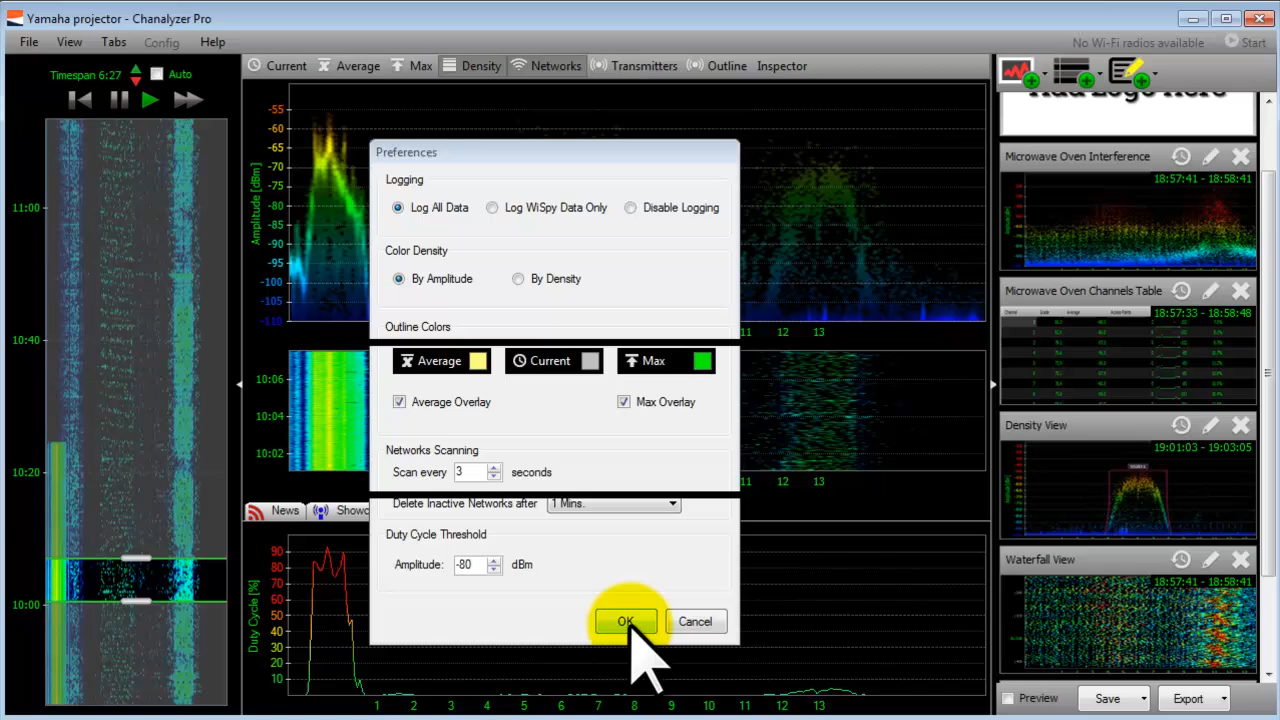 Yamaha projector - Chanalyzer Pro
File View Tabs Config Help
No Wi-Fi radios available Start
Timespan 6:27 Auto
11:00
10:40
10:20
10:00
Current Average Max Density Networks Transmitters Outline Inspector
Amplitude [dBm]
-55
-60
-65
-70
-75
-80
-85
-90
-95
-100
-105
-110
11 12 13
10:06
10:04
10:02
12 13
News
Duty Cycle [%]
90
80
70
60
50
40
30
20
10
1 2 3 4 5 6 7 8 9 10 11 12 13
Preferences
Logging
Log All Data Log WiSpy Data Only Disable Logging
Color Density
By Amplitude By Density
Outline Colors
Average Current Max
Average Overlay Max Overlay
Networks Scanning
Scan every 3 seconds
Delete Inactive Networks after 1 Mins.
Duty Cycle Threshold
Amplitude: -80 dBm
OK Cancel
Add Logo Here
Microwave Oven Interference
18:57:41 - 18:58:41
Microwave Oven Channels Table
18:57:33 - 18:58:48
Density View
19:01:03 - 19:03:05
Waterfall View
18:57:41 - 18:58:41
Preview Save Export